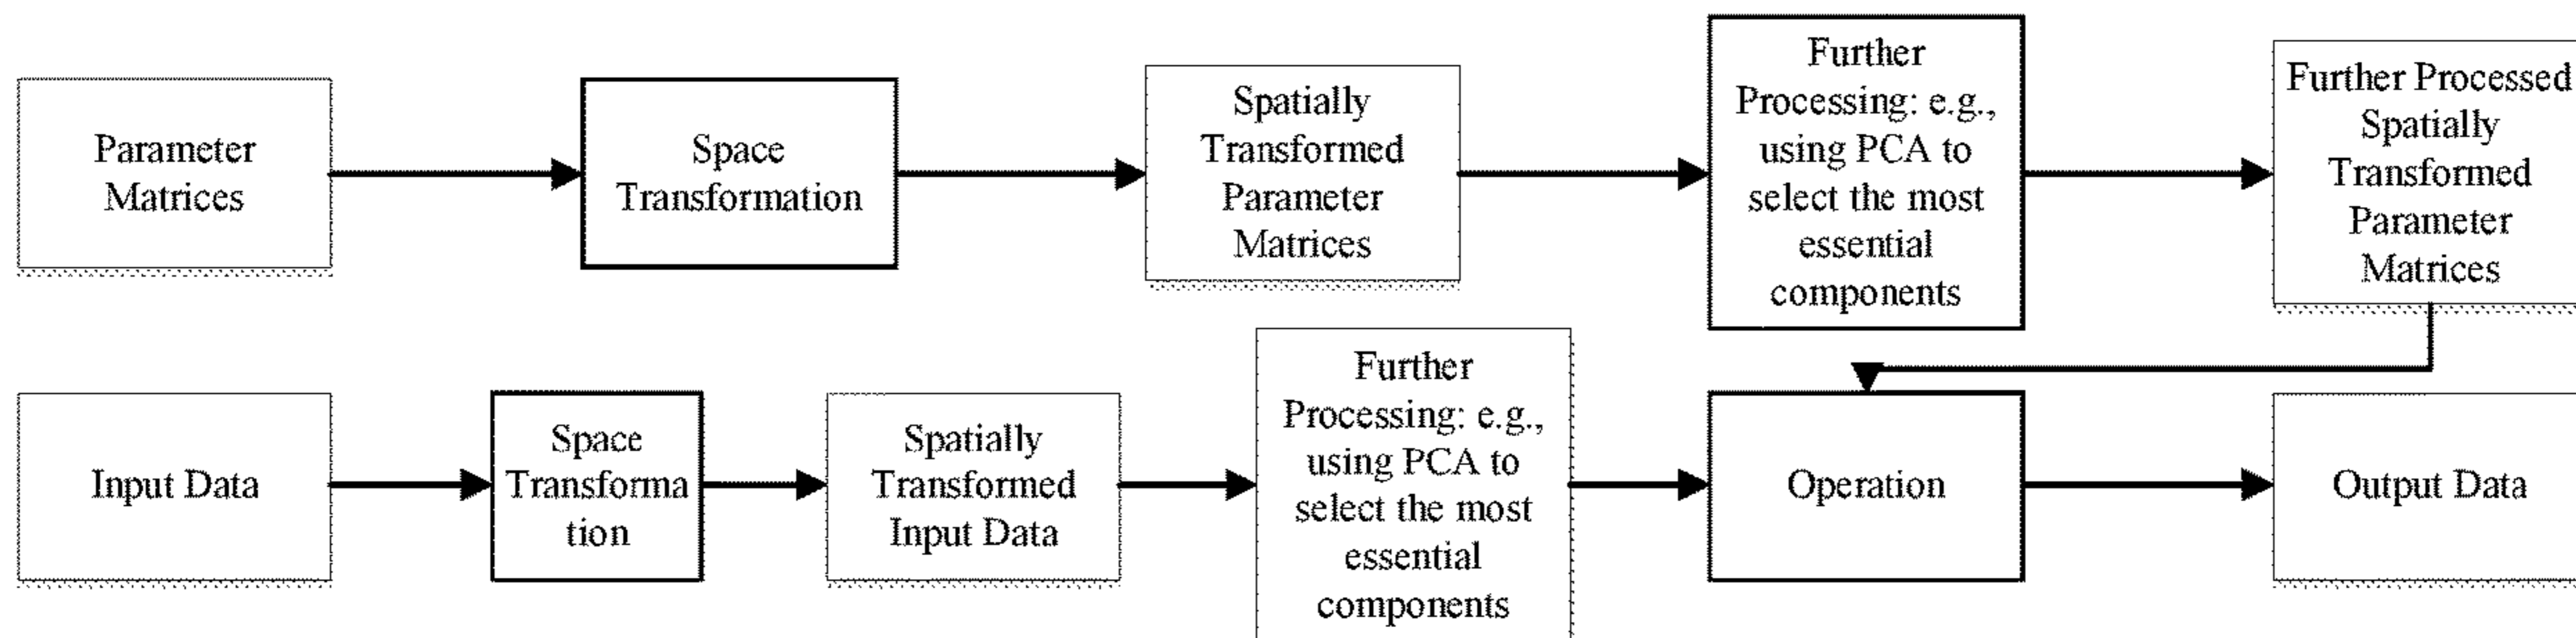 Parameter
Matrices
Space
Transformation
Spatially
Transformed
Parameter
Matrices
Further
Processing: e.g.,
using PCA to
select the most
essential
components
Further Processed
Spatially
Transformed
Parameter
Matrices
Input Data
Space
Transforma
tion
Spatially
Transformed
Input Data
Further
Processing: e.g.,
using PCA to
select the most
essential
components
Operation
Output Data